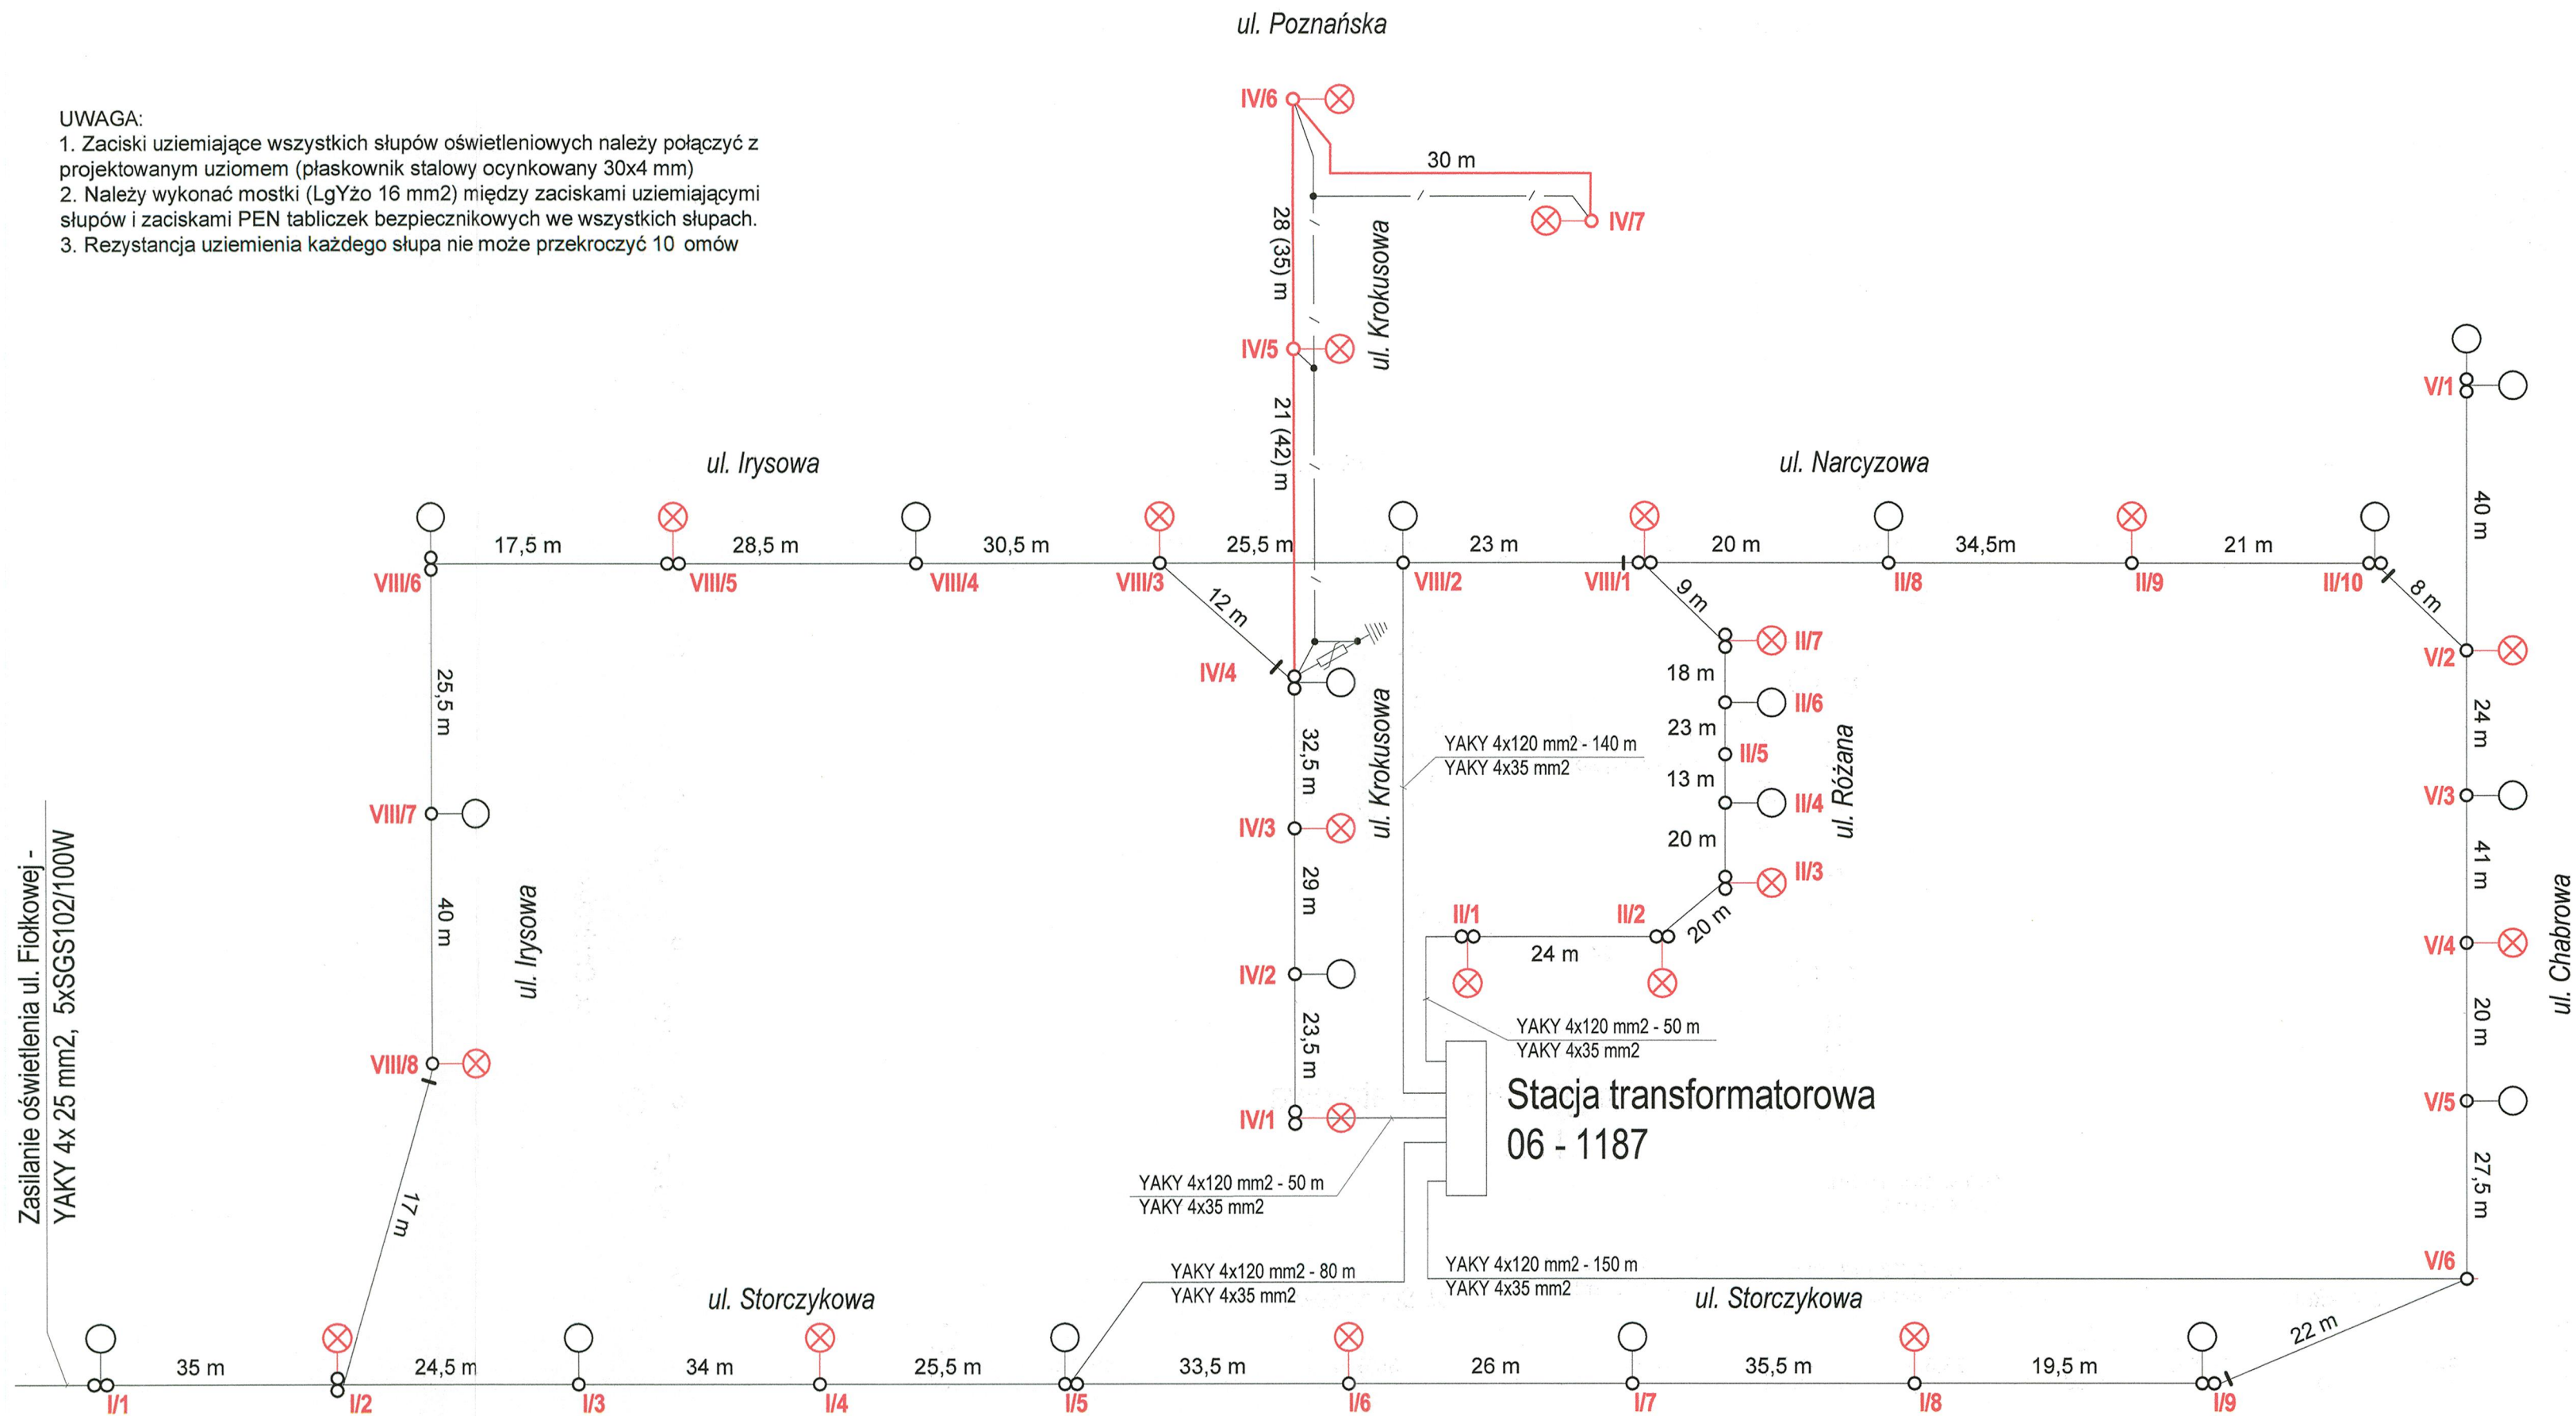 ul. Poznańska
UWAGA:
1. Zaciski uziemiające wszystkich słupów oświetleniowych należy połączyć z
projektowanym uziomem (płaskownik stalowy ocynkowany 30x4 mm)
2. Należy wykonać mostki (LgYżo 16 mm2) między zaciskami uziemiającymi
słupów i zaciskami PEN tabliczek bezpiecznikowych we wszystkich słupach.
3. Rezystancja uziemienia każdego słupa nie może przekroczyć 10 omów
IV/6
30 m
IV/7
28 (35) m
ul. Krokusowa
IV/5
21 (42) m
V/1
40 m
ul. Irysowa
ul. Narcyzowa
17,5 m
28,5 m
30,5 m
25,5 m
23 m
20 m
34,5m
21 m
VIII/6
VIII/5
VIII/4
VIII/3
VIII/2
VIII/1
II/8
II/9
II/10
8 m
12 m
9 m
V/2
IV/4
II/7
18 m
II/6
23 m
II/5
13 m
II/4
20 m
II/3
ul. Różana
25,5 m
32,5 m
ul. Krokusowa
24 m
YAKY 4x120 mm2 - 140 m
YAKY 4x35 mm2
VIII/7
IV/3
V/3
41 m
ul. Chabrowa
40 m
ul. Irysowa
29 m
II/1
II/2
20 m
24 m
V/4
IV/2
20 m
23,5 m
YAKY 4x120 mm2 - 50 m
YAKY 4x35 mm2
VIII/8
Stacja transformatorowa
06 - 1187
IV/1
V/5
27,5 m
YAKY 4x120 mm2 - 50 m
YAKY 4x35 mm2
17 m
Zasilanie oświetlenia ul. Fiołkowej -
YAKY 4x 25 mm2, 5xSGS102/100W
YAKY 4x120 mm2 - 80 m
YAKY 4x35 mm2
YAKY 4x120 mm2 - 150 m
YAKY 4x35 mm2
V/6
ul. Storczykowa
ul. Storczykowa
22 m
35 m
24,5 m
34 m
25,5 m
33,5 m
26 m
35,5 m
19,5 m
I/1
I/2
I/3
I/4
I/5
I/6
I/7
I/8
I/9